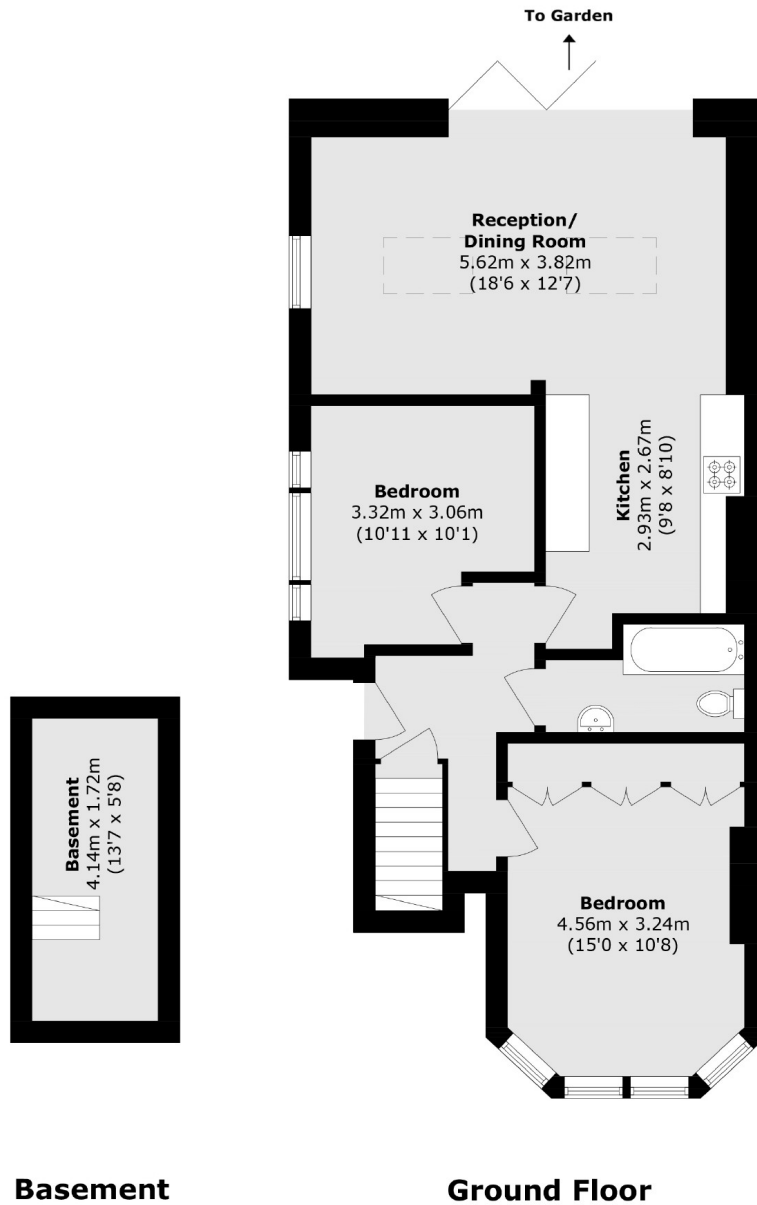 To Garden
Reception/
Dining Room
5.62m x 3.82m
(18'6 x 12'7)
Kitchen
2.93m x 2.67m
(9'8 x 8'10)
Bedroom
3.32m x 3.06m
(10'11 x 10'1)
Basement
4.14m x 1.72m
(13'7 x 5'8)
Bedroom
4.56m x 3.24m
(15'0 x 10'8)
Basement
Ground Floor